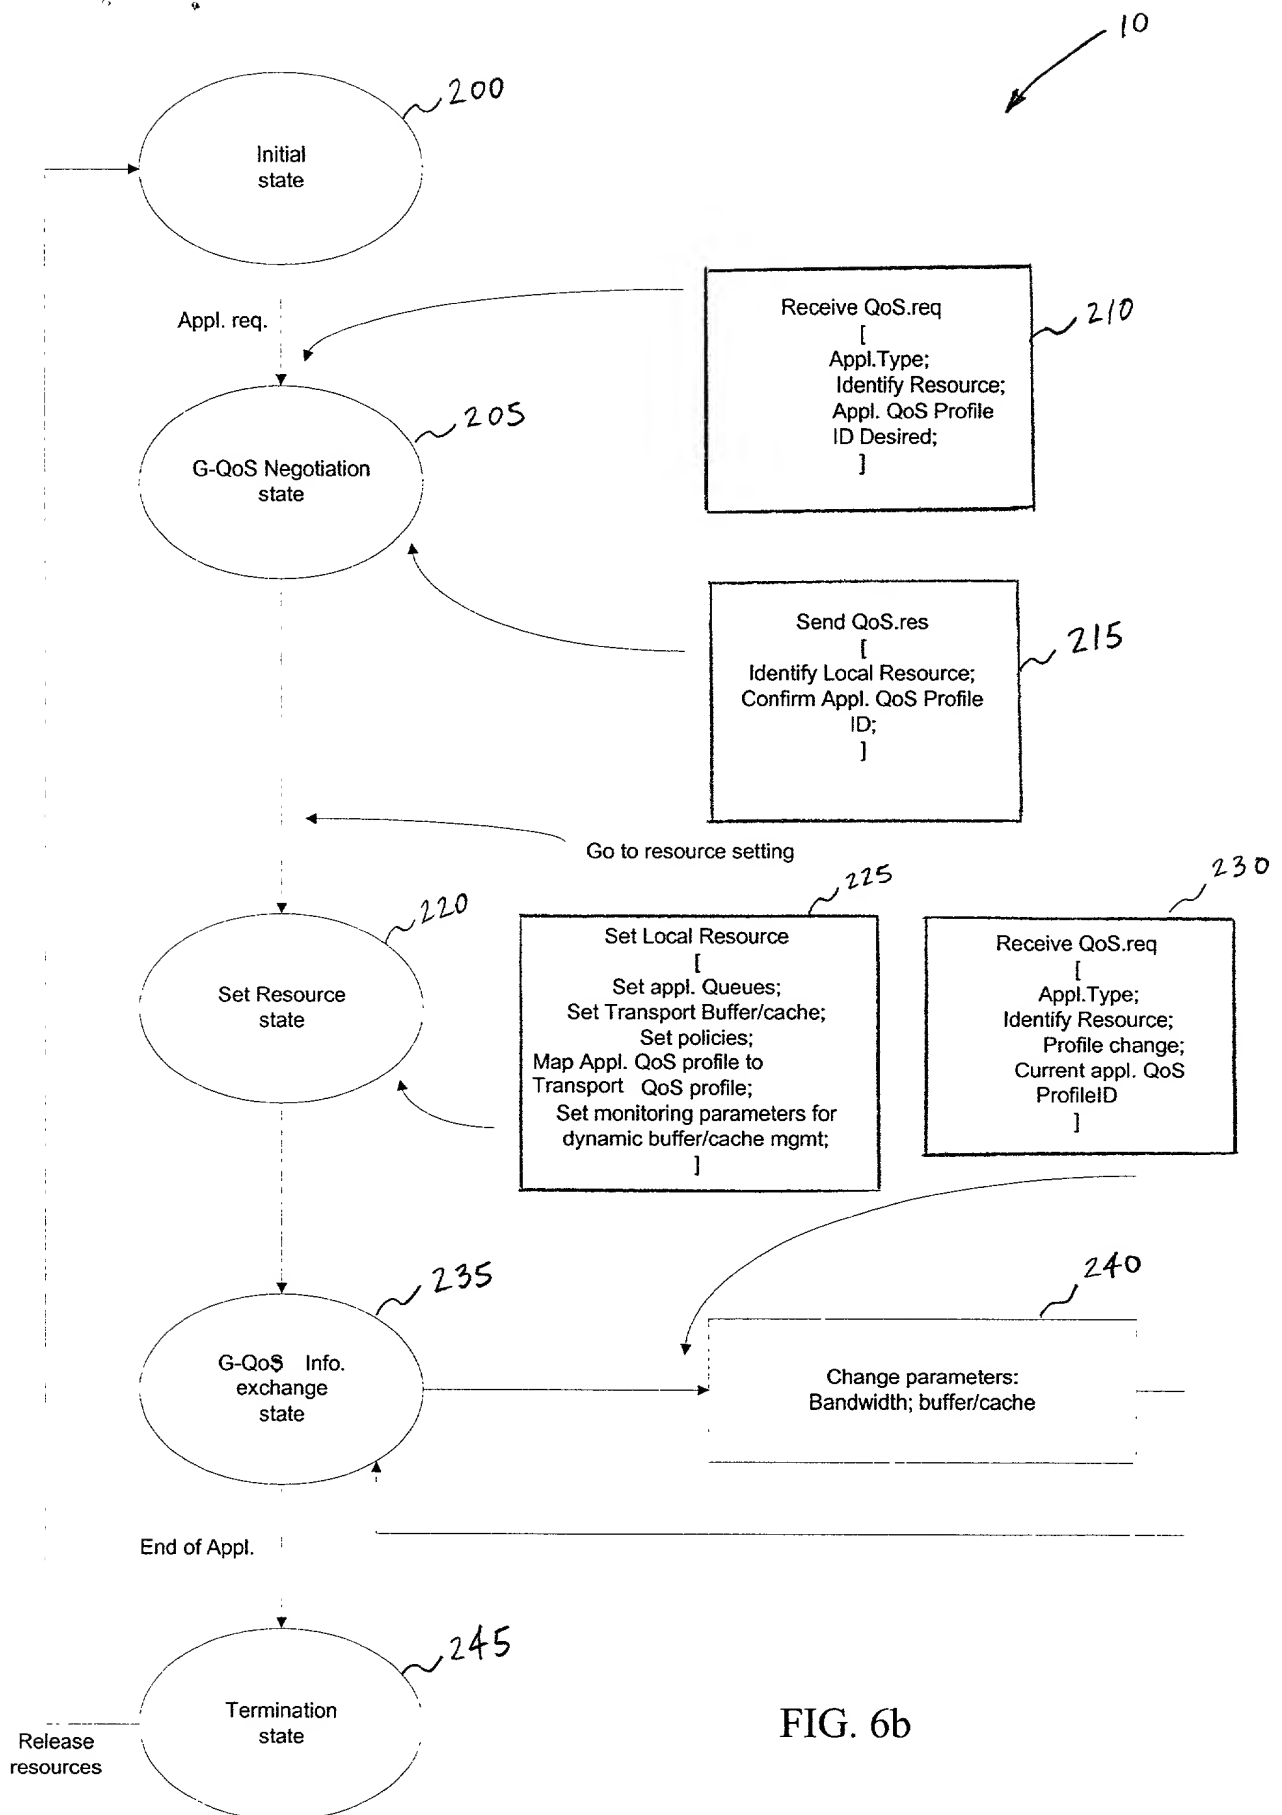 10
200
Initial
state
Appl. req.
Receive QoS.req
[
Appl.Type;
Identify Resource;
Appl. QoS Profile
ID Desired;
]
210
205
G-QoS Negotiation
state
Send QoS.res
[
Identify Local Resource;
Confirm Appl. QoS Profile
ID;
]
215
Go to resource setting
220
Set Resource
state
225
Set Local Resource
[
Set appl. Queues;
Set Transport Buffer/cache;
Set policies;
Map Appl. QoS profile to
Transport QoS profile;
Set monitoring parameters for
dynamic buffer/cache mgmt;
]
230
Receive QoS.req
[
Appl.Type;
Identify Resource;
Profile change;
Current appl. QoS
ProfileID
]
235
G-QoS Info.
exchange
state
240
Change parameters:
Bandwidth; buffer/cache
End of Appl.
245
Termination
state
Release
resources
FIG. 6b